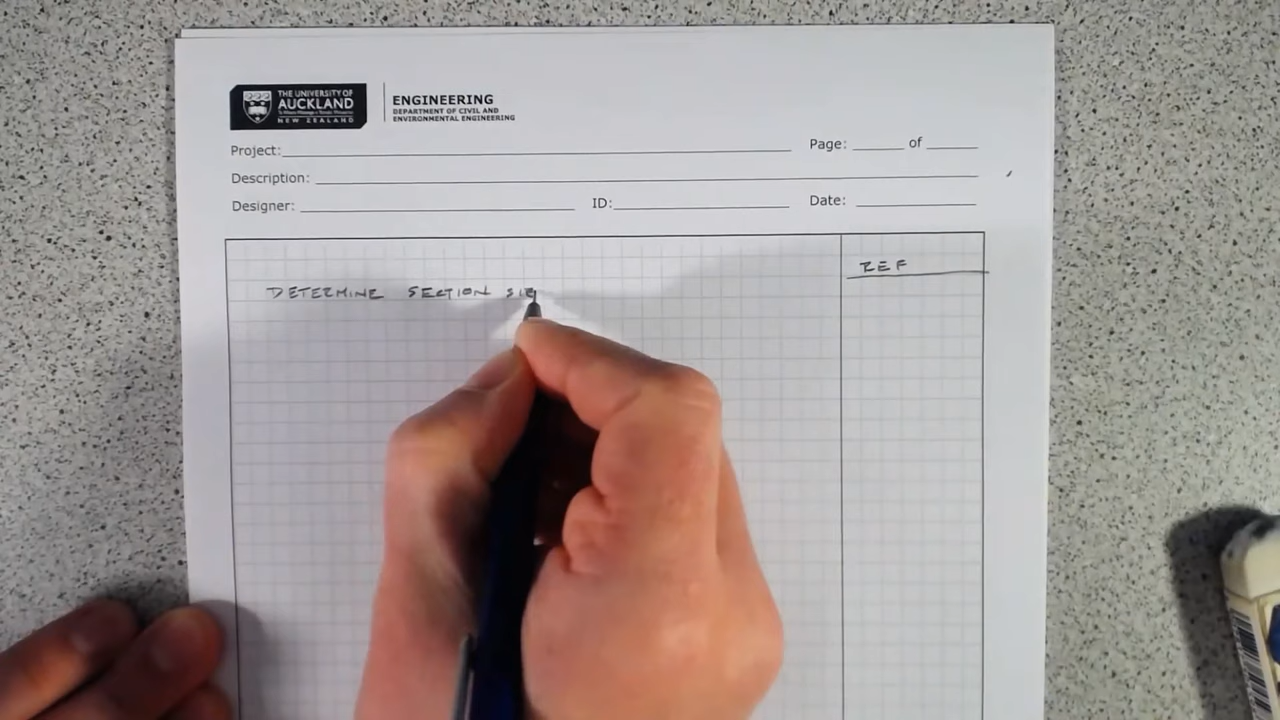 THE UNIVERSITY OF
AUCKLAND
NEW ZEALAND
ENGINEERING
DEPARTMENT OF CIVIL AND
ENVIRONMENTAL ENGINEERING
Project:
Page: of
Description:
Designer: ID: Date:
REF
DETERMINE SECTION